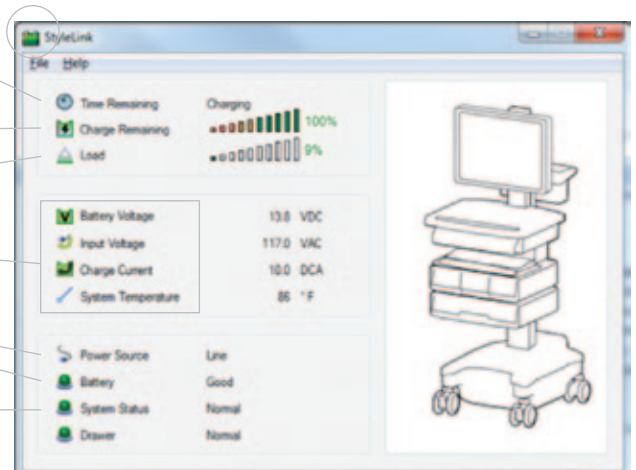 StyleLink
File Help
Time Remaining Charging
Charge Remaining 100%
Load 9%
Battery Voltage 13.8 VDC
Input Voltage 117.0 VAC
Charge Current 10.0 DCA
System Temperature 86 °F
Power Source Line
Battery Good
System Status Normal
Drawer Normal